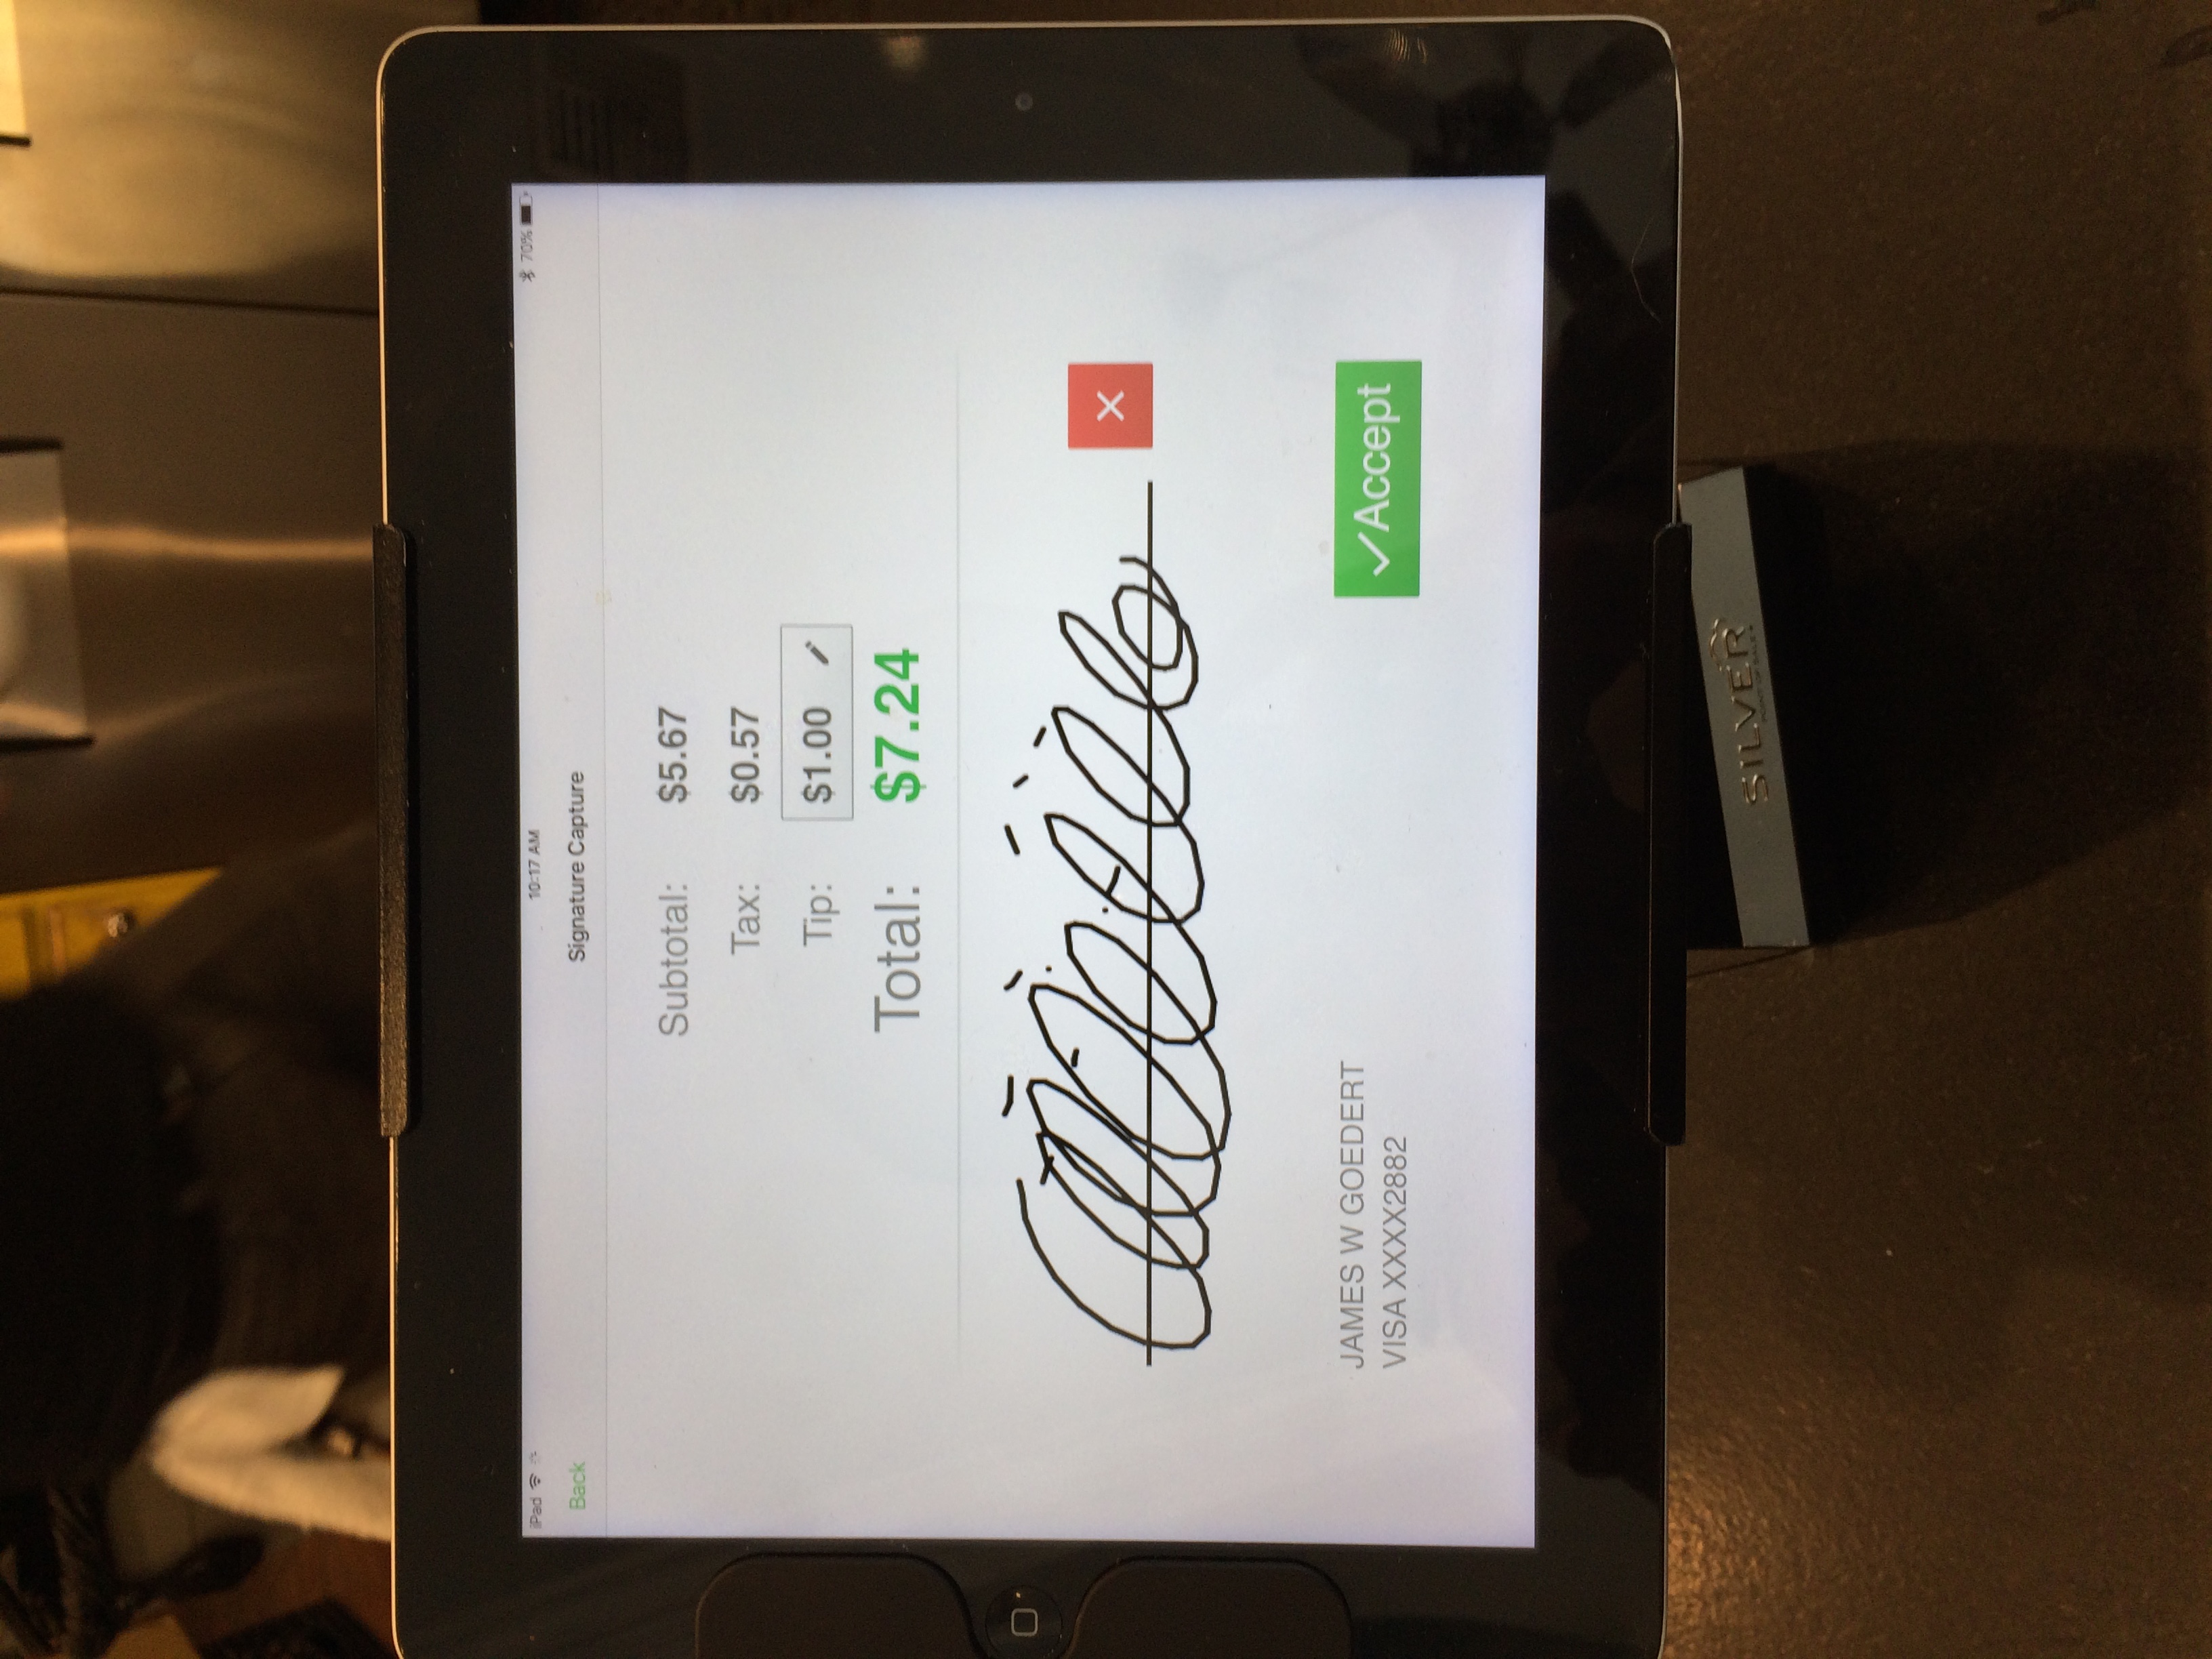 iPad 10:17 AM 70%
Back Signature Capture
Subtotal: $5.67
Tax: $0.57
Tip: $1.00
Total: $7.24
JAMES W GOEDERT
VISA XXXX2882
✓Accept
SILVER
POINT OF SALE